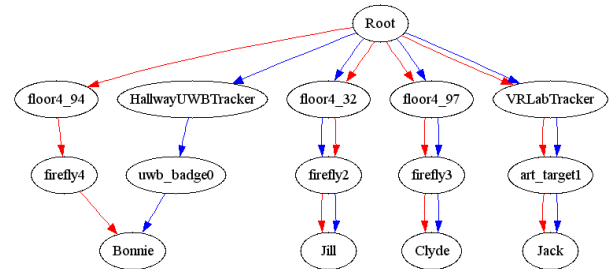 Root
floor4_94 HallwayUWBTracker floor4_32 floor4_97 VRLabTracker
firefly4 uwb_badge0 firefly2 firefly3 art_target1
Bonnie Jill Clyde Jack